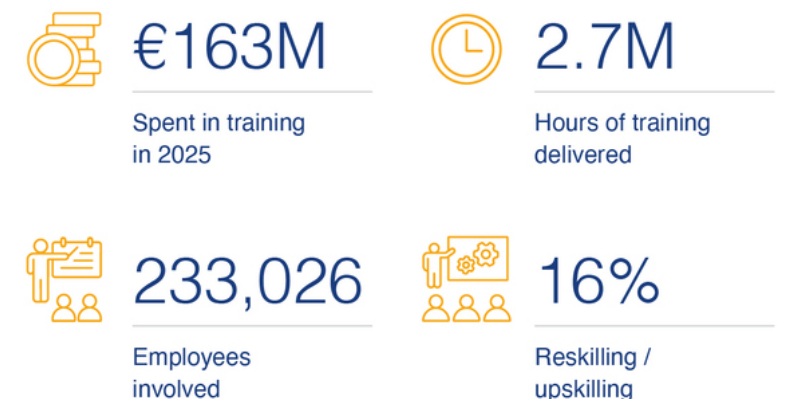 €163M
Spent in training
in 2025
2.7M
Hours of training
delivered
233,026
Employees
involved
16%
Reskilling /
upskilling